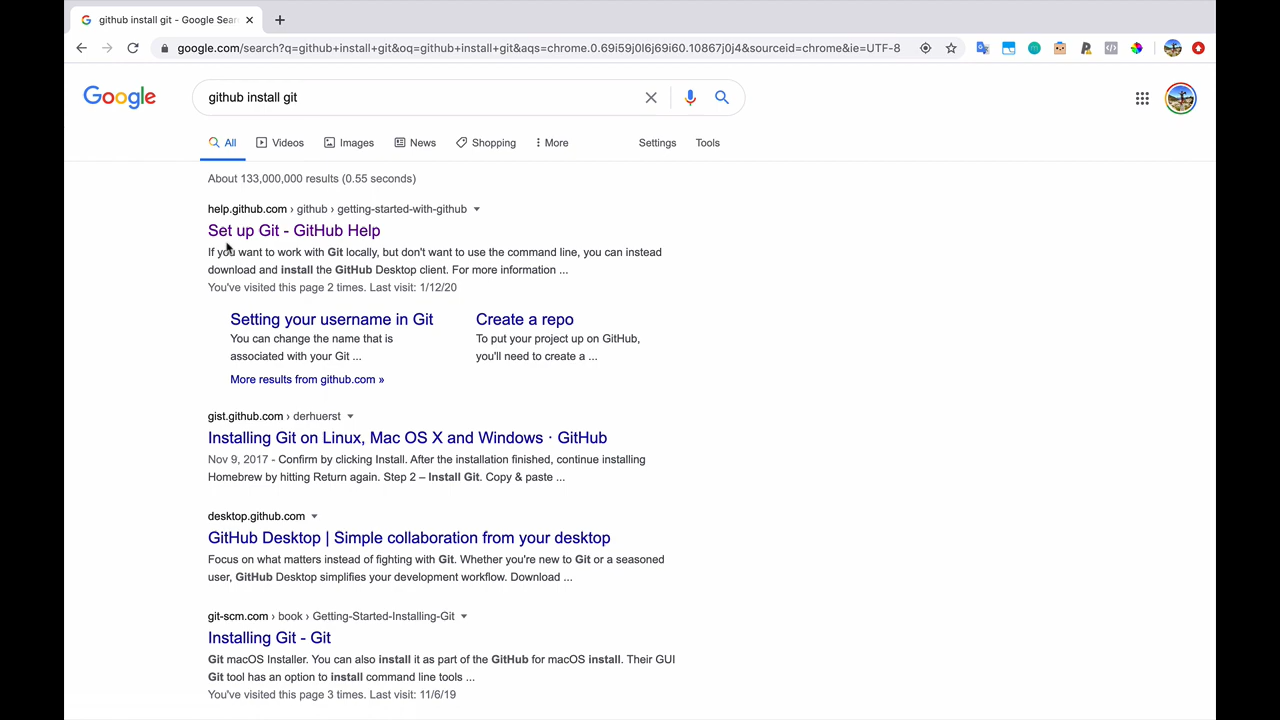 github install git - Google Sear
google.com/search?q=github+install+git&oq=github+install+git&aqs=chrome.0.69i59j0l6j69i60.10867j0j4&sourceid=chrome&ie=UTF-8
Google
github install git
All Videos Images News Shopping More Settings Tools
About 133,000,000 results (0.55 seconds)
help.github.com › github › getting-started-with-github
Set up Git - GitHub Help
If you want to work with Git locally, but don't want to use the command line, you can instead
download and install the GitHub Desktop client. For more information ...
You've visited this page 2 times. Last visit: 1/12/20
Setting your username in Git
You can change the name that is
associated with your Git ...
Create a repo
To put your project up on GitHub,
you'll need to create a ...
More results from github.com »
gist.github.com › derhuerst
Installing Git on Linux, Mac OS X and Windows · GitHub
Nov 9, 2017 - Confirm by clicking Install. After the installation finished, continue installing
Homebrew by hitting Return again. Step 2 – Install Git. Copy & paste ...
desktop.github.com
GitHub Desktop | Simple collaboration from your desktop
Focus on what matters instead of fighting with Git. Whether you're new to Git or a seasoned
user, GitHub Desktop simplifies your development workflow. Download ...
git-scm.com › book › Getting-Started-Installing-Git
Installing Git - Git
Git macOS Installer. You can also install it as part of the GitHub for macOS install. Their GUI
Git tool has an option to install command line tools ...
You've visited this page 3 times. Last visit: 11/6/19